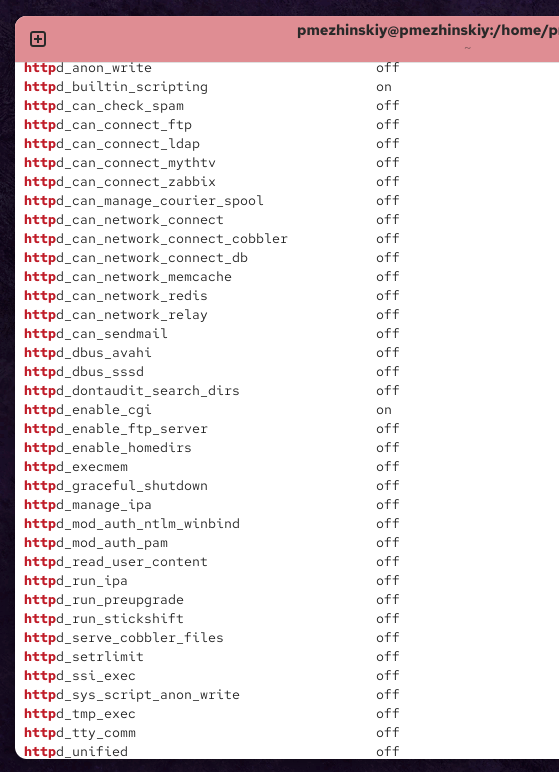 pmezhinskiy@pmezhinskiy:/home/p
~
httpd_anon_write off
httpd_builtin_scripting on
httpd_can_check_spam off
httpd_can_connect_ftp off
httpd_can_connect_ldap off
httpd_can_connect_mythtv off
httpd_can_connect_zabbix off
httpd_can_manage_courier_spool off
httpd_can_network_connect off
httpd_can_network_connect_cobbler off
httpd_can_network_connect_db off
httpd_can_network_memcache off
httpd_can_network_redis off
httpd_can_network_relay off
httpd_can_sendmail off
httpd_dbus_avahi off
httpd_dbus_sssd off
httpd_dontaudit_search_dirs off
httpd_enable_cgi on
httpd_enable_ftp_server off
httpd_enable_homedirs off
httpd_execmem off
httpd_graceful_shutdown off
httpd_manage_ipa off
httpd_mod_auth_ntlm_winbind off
httpd_mod_auth_pam off
httpd_read_user_content off
httpd_run_ipa off
httpd_run_preupgrade off
httpd_run_stickshift off
httpd_serve_cobbler_files off
httpd_setrlimit off
httpd_ssi_exec off
httpd_sys_script_anon_write off
httpd_tmp_exec off
httpd_tty_comm off
httpd_unified off